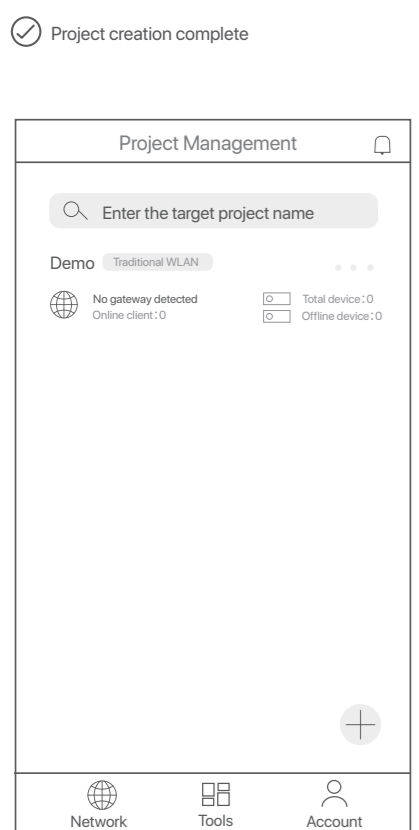 Project creation complete
Project Management
Enter the target project name
Demo Traditional WLAN
No gateway detected Total device:0
Online client:0 Offline device:0
Network Tools Account